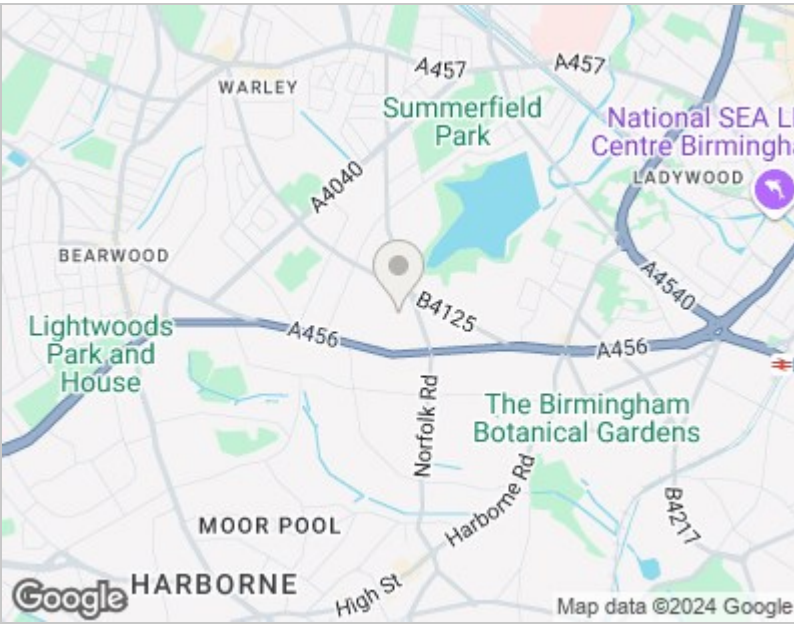 A457
A457
WARLEY
Summerfield
Park
National SEA LI
Centre Birmingha
LADYWOOD
A4040
BEARWOOD
A4540
B4125
Lightwoods
Park and
House
A456
A456
Norfolk Rd
The Birmingham
Botanical Gardens
Harborne Rd
B4217
MOOR POOL
HARBORNE
High St
Google
Map data ©2024 Google